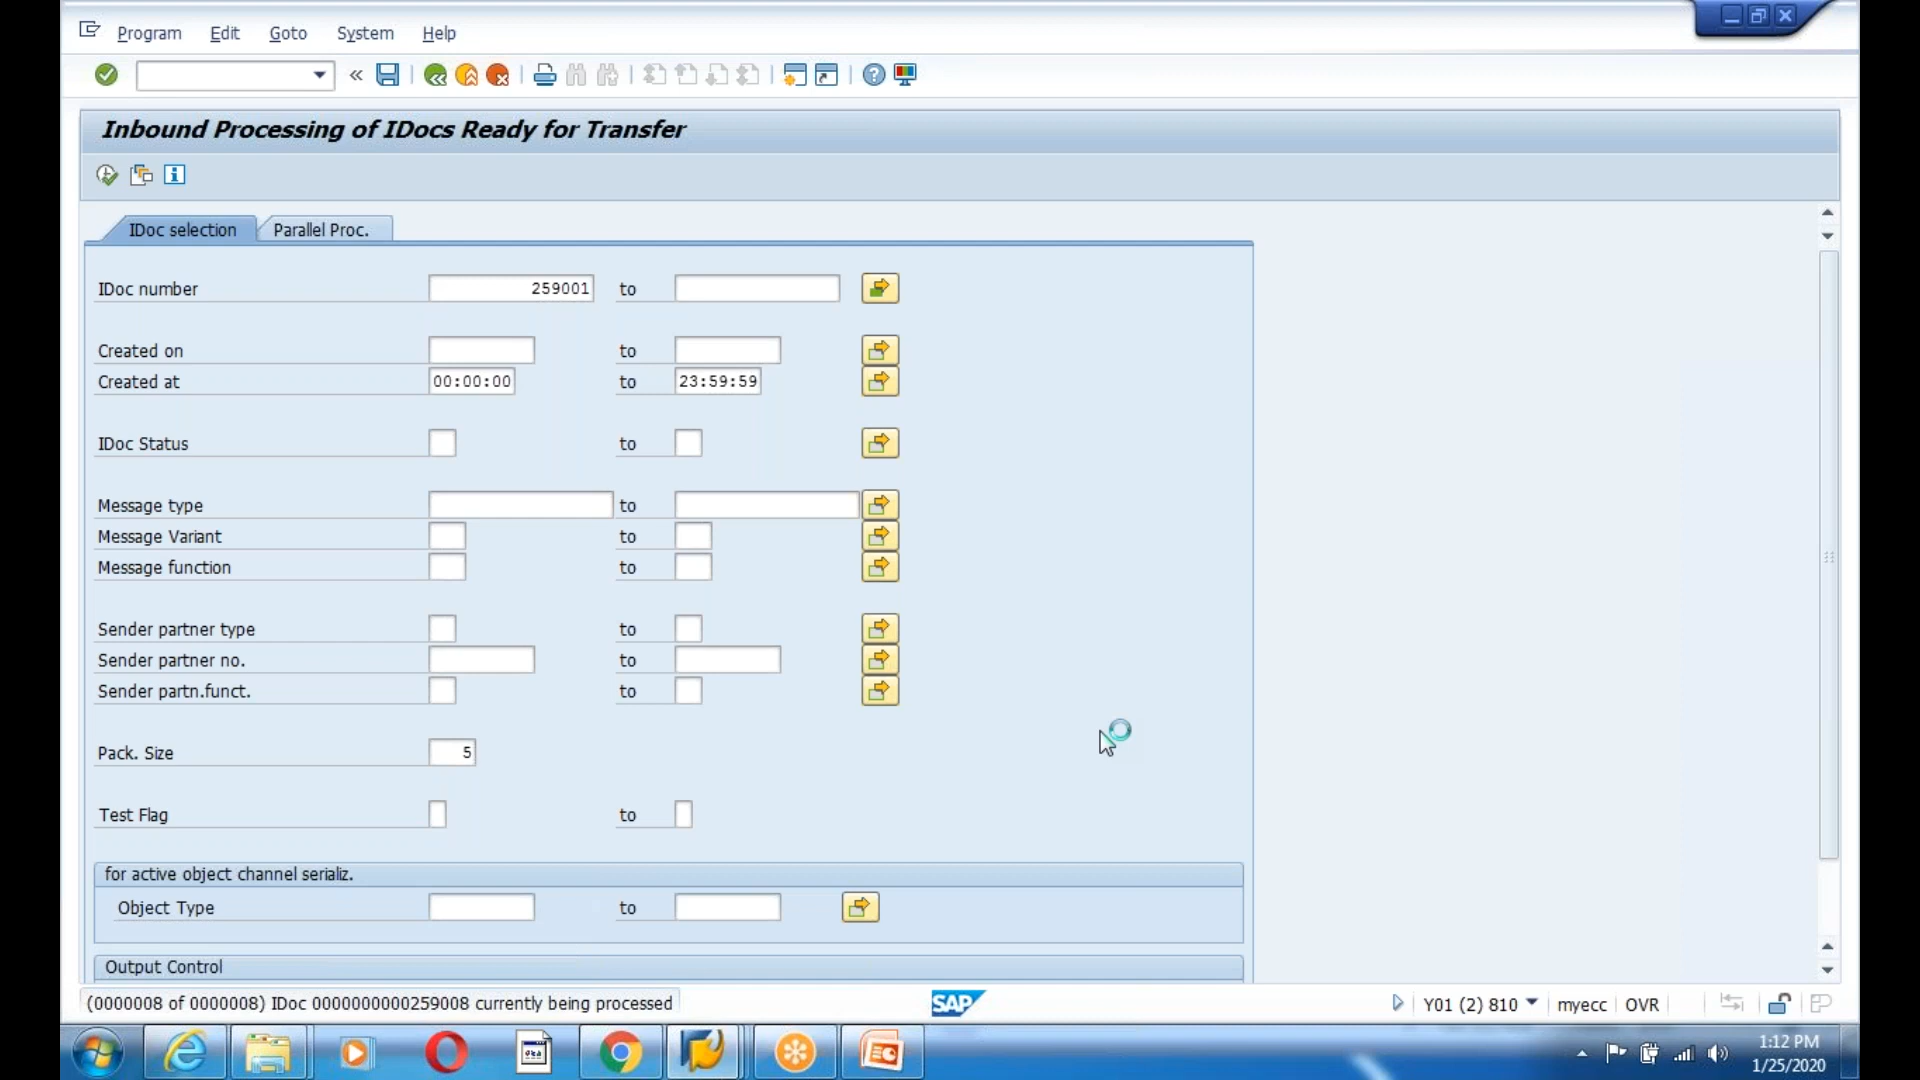 Program Edit Goto System Help
Inbound Processing of IDocs Ready for Transfer
IDoc selection Parallel Proc.
IDoc number 259001 to
Created on to
Created at 00:00:00 to 23:59:59
IDoc Status to
Message type to
Message Variant to
Message function to
Sender partner type to
Sender partner no. to
Sender partn.funct. to
Pack. Size 5
Test Flag to
for active object channel serializ.
Object Type to
Output Control
(0000008 of 0000008) IDoc 0000000000259008 currently being processed SAP Y01 (2) 810 myecc OVR
1:12 PM
1/25/2020